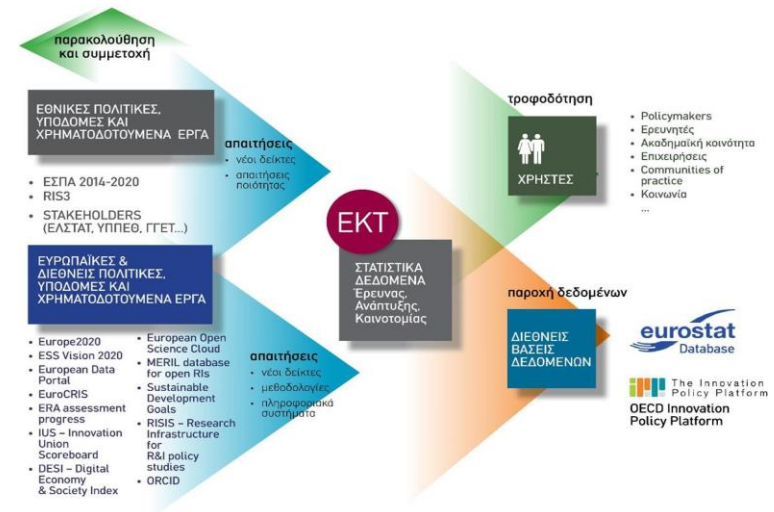 παρακολούθηση
και συμμετοχή
ΕΘΝΙΚΕΣ ΠΟΛΙΤΙΚΕΣ,
ΥΠΟΔΟΜΕΣ ΚΑΙ
ΧΡΗΜΑΤΟΔΟΤΟΥΜΕΝΑ ΕΡΓΑ
• ΕΣΠΑ 2014-2020
• RIS3
• STAKEHOLDERS
(ΕΛΣΤΑΤ, ΥΠΠΕΘ, ΓΓΕΤ...)
απαιτήσεις
• νέοι δείκτες
• απαιτήσεις
ποιότητας
ΕΥΡΩΠΑΪΚΕΣ &
ΔΙΕΘΝΕΙΣ ΠΟΛΙΤΙΚΕΣ,
ΥΠΟΔΟΜΕΣ ΚΑΙ
ΧΡΗΜΑΤΟΔΟΤΟΥΜΕΝΑ ΕΡΓΑ
• Europe2020
• ESS Vision 2020
• European Data
Portal
• EuroCRIS
• ERA assessment
progress
• IUS – Innovation
Union
Scoreboard
• DESI – Digital
Economy
& Society Index
• European Open
Science Cloud
• MERIL database
for open RIs
• Sustainable
Development
Goals
• RISIS – Research
Infrastructure
for
R&I policy
studies
• ORCID
απαιτήσεις
• νέοι δείκτες
• μεθοδολογίες
• πληροφοριακά
συστήματα
ΕΚΤ
ΣΤΑΤΙΣΤΙΚΑ
ΔΕΔΟΜΕΝΑ
Έρευνας,
Ανάπτυξης,
Καινοτομίας
τροφοδότηση
ΧΡΗΣΤΕΣ
• Policymakers
• Ερευνητές
• Ακαδημαϊκή κοινότητα
• Επιχειρήσεις
• Communities of
practice
• Κοινωνία
...
παροχή δεδομένων
ΔΙΕΘΝΕΙΣ
ΒΑΣΕΙΣ
ΔΕΔΟΜΕΝΩΝ
eurostat
Database
The Innovation
Policy Platform
OECD Innovation
Policy Platform